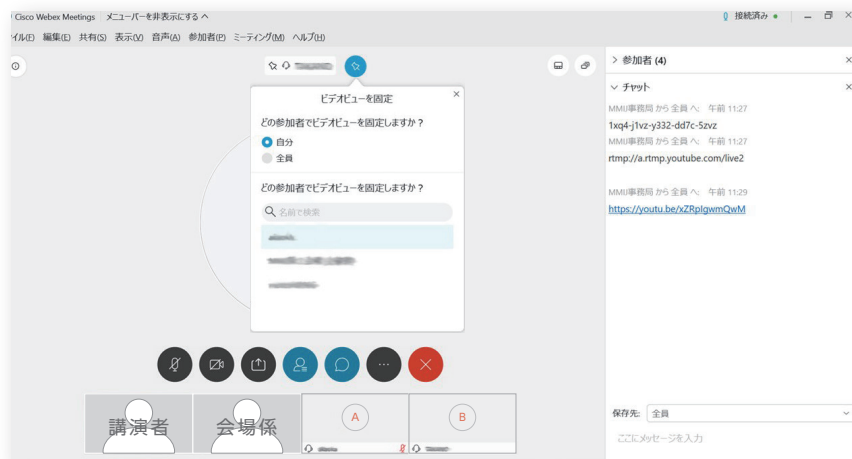 Cisco Webex Meetings メニューバーを非表示にする ヘ 接続済み
イル(F) 編集(E) 共有(S) 表示(V) 音声(A) 参加者(P) ミーティング(M) ヘルプ(H)
ビデオビューを固定
どの参加者でビデオビューを固定しますか？
自分
全員
どの参加者でビデオビューを固定しますか？
名前で検索
講演者
会場係
A
B
参加者 (4)
チャット
MMIJ事務局 から 全員 へ: 午前 11:27
1xq4-j1vz-y332-dd7c-5zvz
MMIJ事務局 から 全員 へ: 午前 11:27
rtmp://a.rtmp.youtube.com/live2
MMIJ事務局 から 全員 へ: 午前 11:29
https://youtu.be/xZRpIgwmQwM
保存先: 全員
ここにメッセージを入力